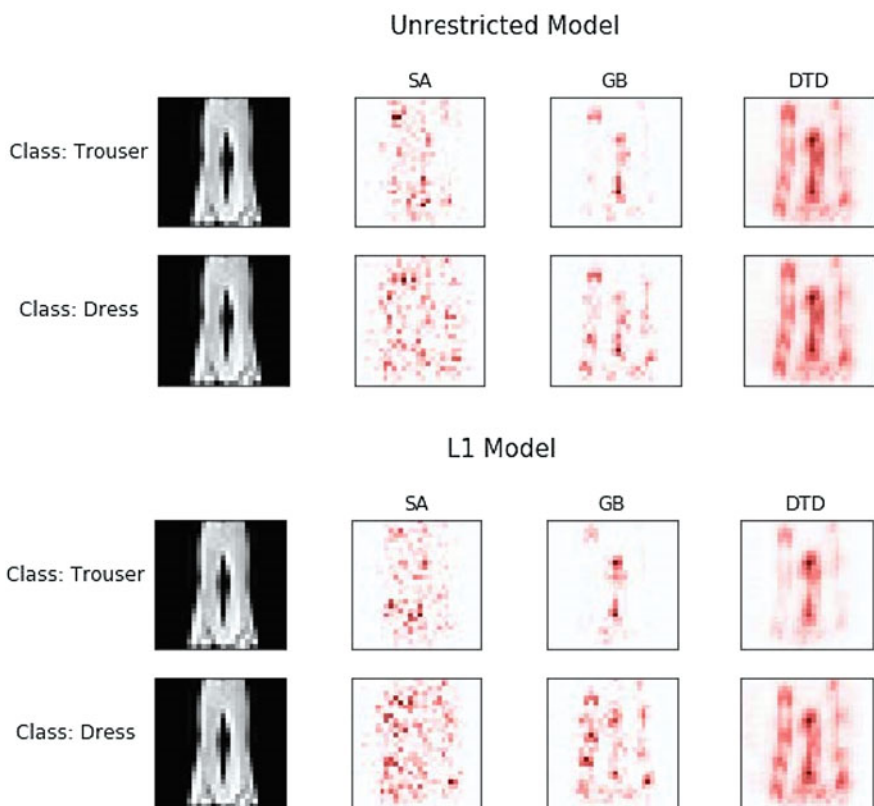 Unrestricted Model
SA GB DTD
Class: Trouser
Class: Dress
L1 Model
SA GB DTD
Class: Trouser
Class: Dress